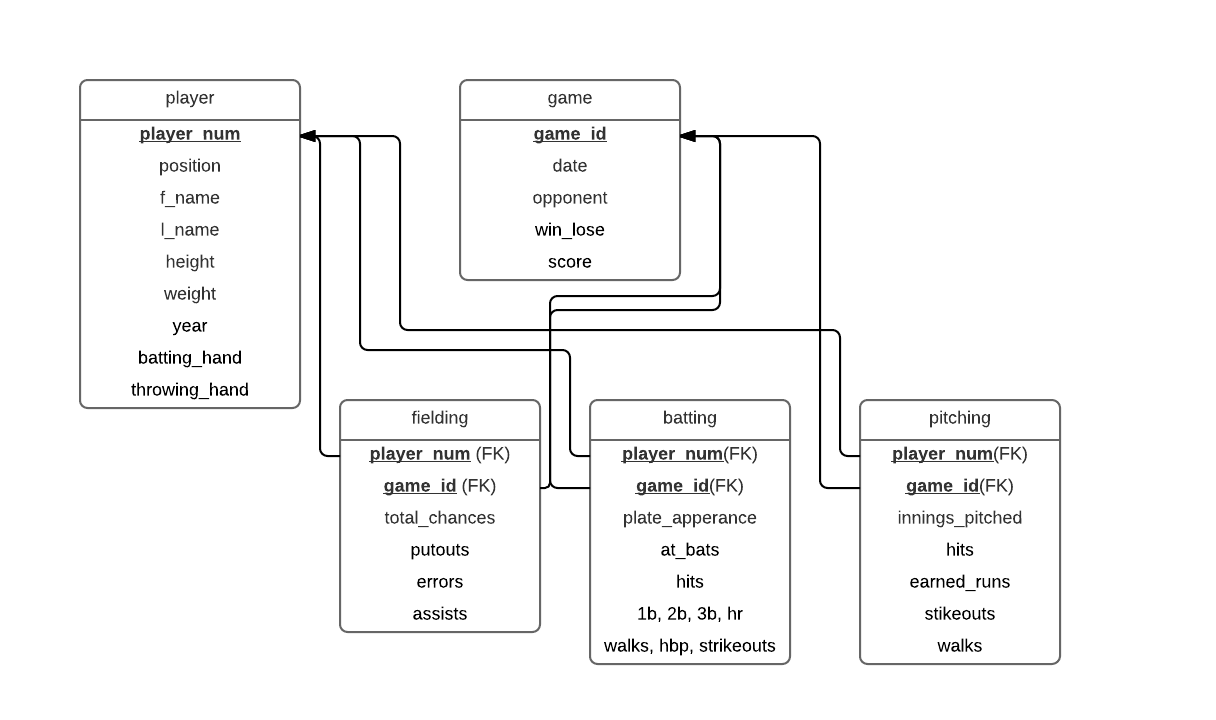 player
player_num
position
f_name
l_name
height
weight
year
batting_hand
throwing_hand
game
game_id
date
opponent
win_lose
score
fielding
player_num (FK)
game_id (FK)
total_chances
putouts
errors
assists
batting
player_num(FK)
game_id(FK)
plate_apperance
at_bats
hits
1b, 2b, 3b, hr
walks, hbp, strikeouts
pitching
player_num(FK)
game_id(FK)
innings_pitched
hits
earned_runs
stikeouts
walks